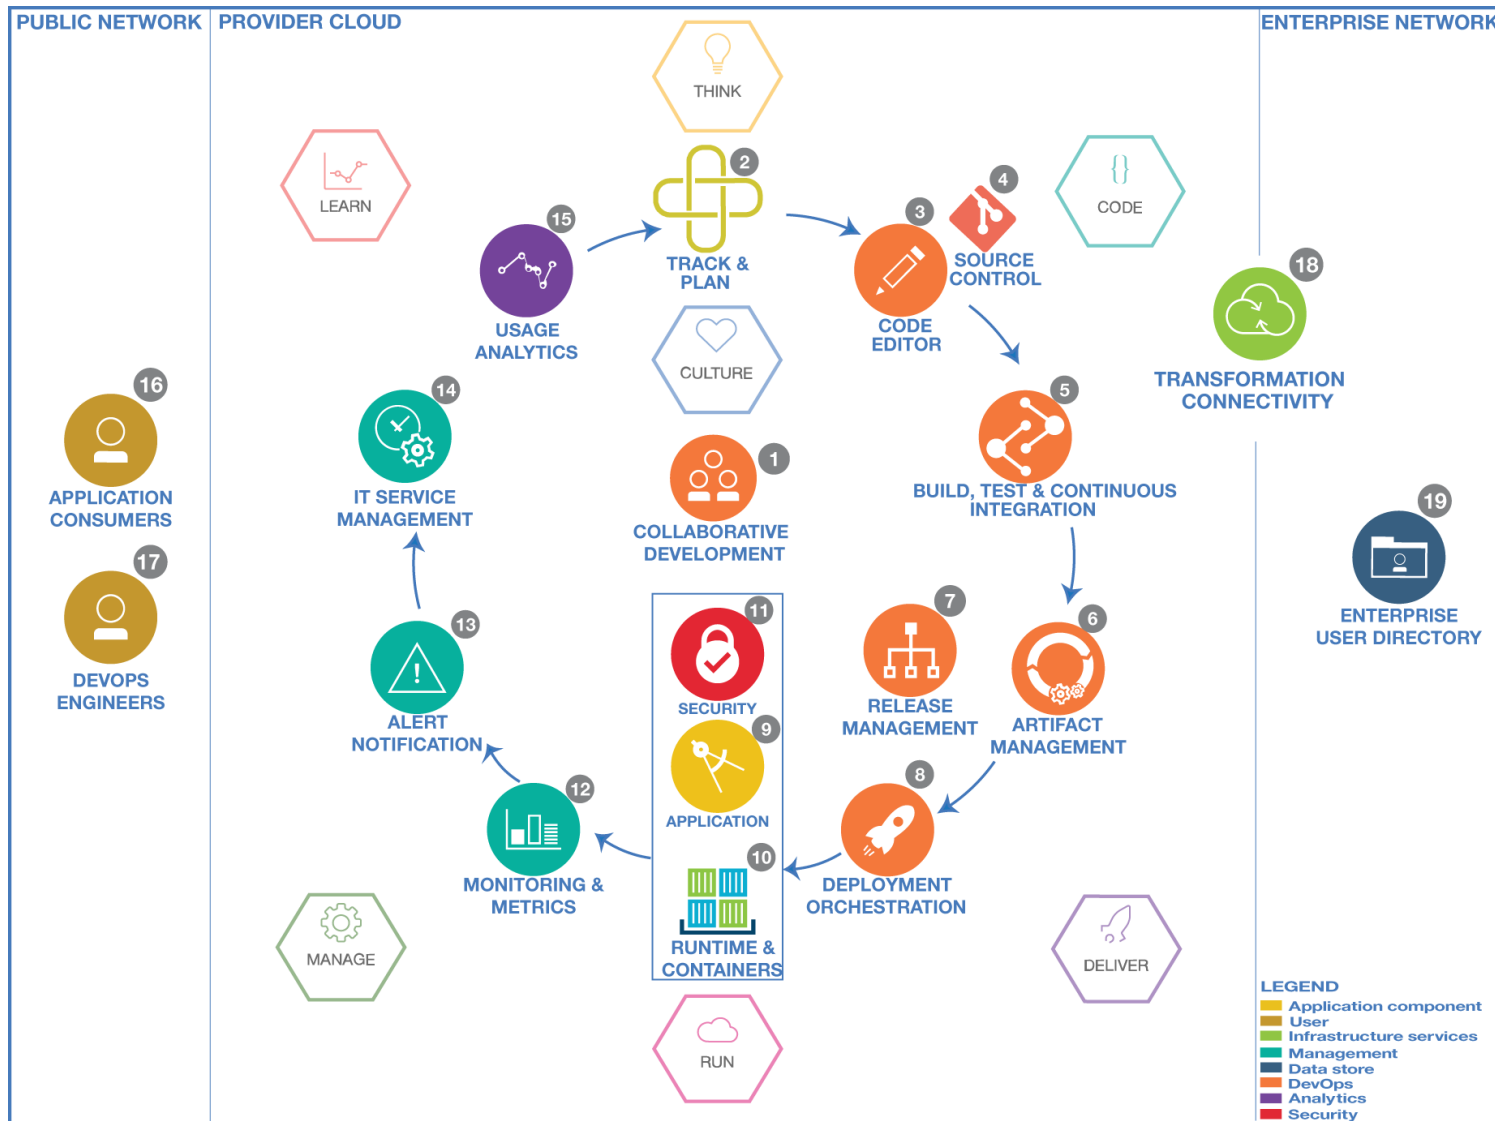 PUBLIC NETWORK
PROVIDER CLOUD
ENTERPRISE NETWORK
THINK
LEARN
CODE
2
TRACK &
PLAN
15
USAGE
ANALYTICS
3
CODE
EDITOR
4
SOURCE
CONTROL
18
TRANSFORMATION
CONNECTIVITY
CULTURE
16
APPLICATION
CONSUMERS
14
IT SERVICE
MANAGEMENT
1
COLLABORATIVE
DEVELOPMENT
5
BUILD, TEST & CONTINUOUS
INTEGRATION
19
ENTERPRISE
USER DIRECTORY
17
DEVOPS
ENGINEERS
13
ALERT
NOTIFICATION
11
SECURITY
7
RELEASE
MANAGEMENT
6
ARTIFACT
MANAGEMENT
9
APPLICATION
12
MONITORING &
METRICS
10
RUNTIME &
CONTAINERS
8
DEPLOYMENT
ORCHESTRATION
MANAGE
DELIVER
RUN
LEGEND
Application component
User
Infrastructure services
Management
Data store
DevOps
Analytics
Security